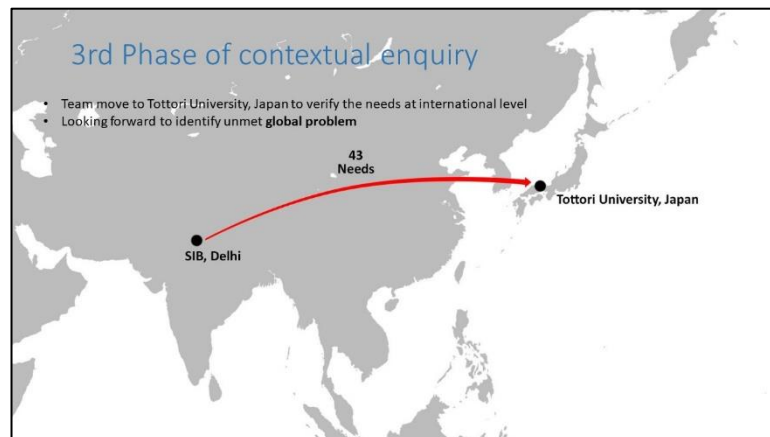 3rd Phase of contextual enquiry
• Team move to Tottori University, Japan to verify the needs at international level
• Looking forward to identify unmet global problem
43
Needs
Tottori University, Japan
SIB, Delhi